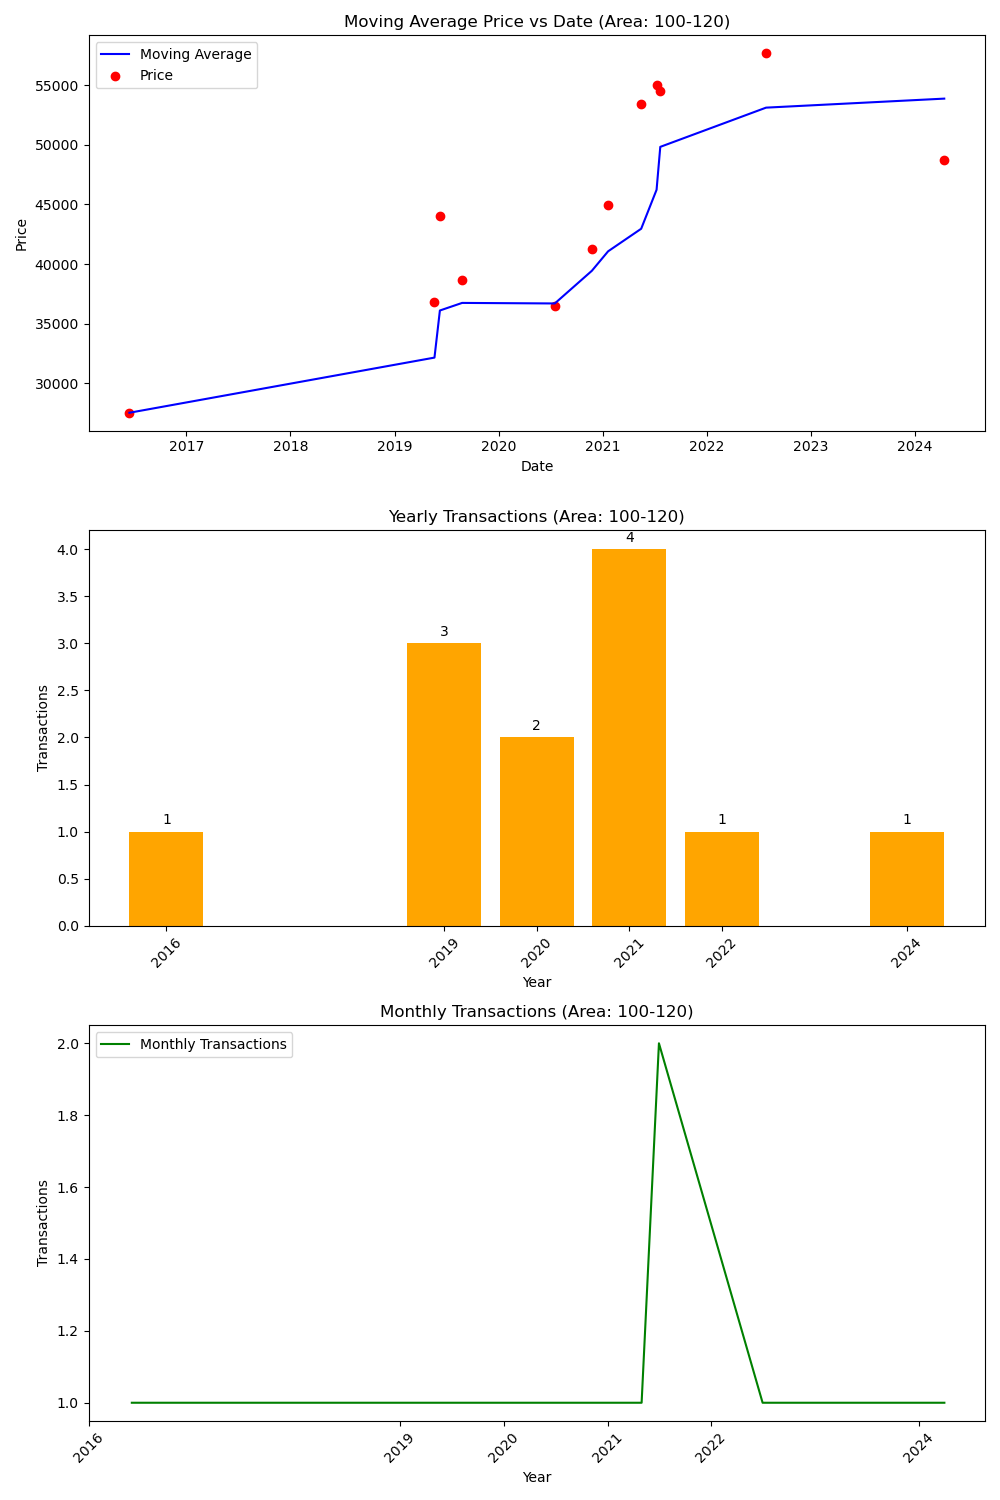 Moving Average Price vs Date (Area: 100-120)
Moving Average
Price
55000
50000
45000
40000
35000
30000
Price
2017 2018 2019 2020 2021 2022 2023 2024
Date
Yearly Transactions (Area: 100-120)
4.0
3.5
3.0
2.5
2.0
1.5
1.0
0.5
0.0
Transactions
1 3 2 4 1 1
2016 2019 2020 2021 2022 2024
Year
Monthly Transactions (Area: 100-120)
Monthly Transactions
2.0
1.8
1.6
1.4
1.2
1.0
Transactions
2016 2019 2020 2021 2022 2024
Year